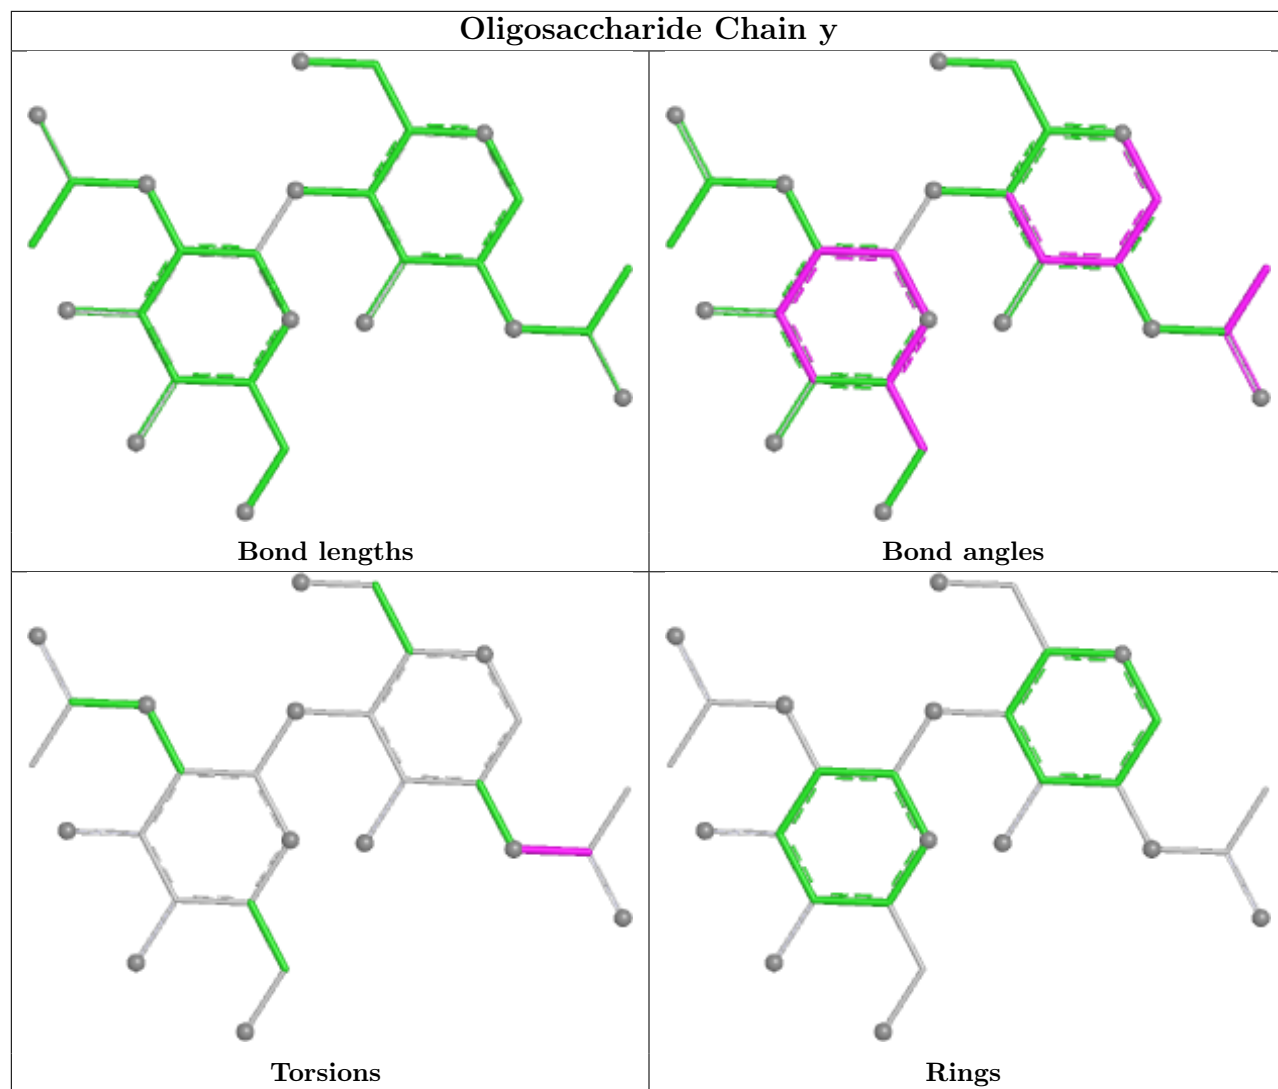 Oligosaccharide Chain y
Bond lengths
Bond angles
Torsions
Rings